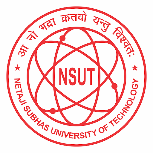 आ नो भद्राः क्रतवो यन्तु विश्वतः
NSUT
NETAJI SUBHAS UNIVERSITY OF TECHNOLOGY